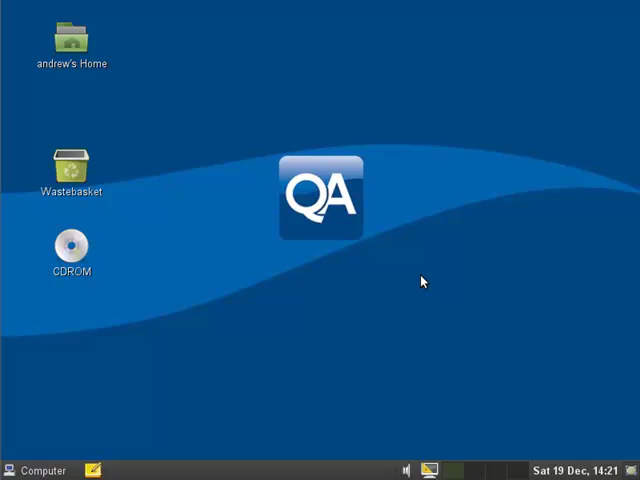 andrew's Home
QA
Wastebasket
CDROM
Computer
Sat 19 Dec, 14:21